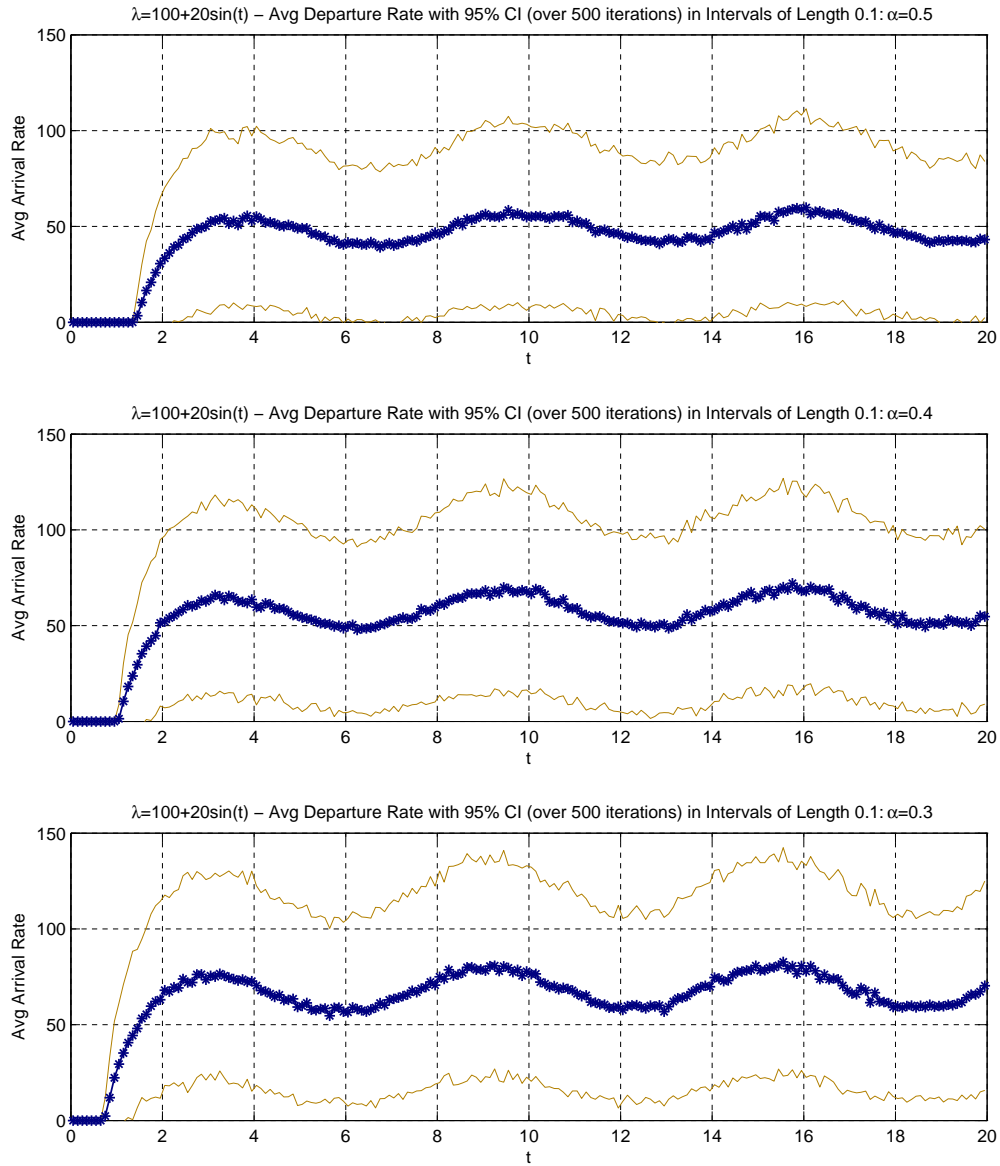 λ=100+20sin(t) − Avg Departure Rate with 95% CI (over 500 iterations) in Intervals of Length 0.1: α=0.5
150
100
50
0
Avg Arrival Rate
0 2 4 6 8 10 12 14 16 18 20
t
λ=100+20sin(t) − Avg Departure Rate with 95% CI (over 500 iterations) in Intervals of Length 0.1: α=0.4
150
100
50
0
Avg Arrival Rate
0 2 4 6 8 10 12 14 16 18 20
t
λ=100+20sin(t) − Avg Departure Rate with 95% CI (over 500 iterations) in Intervals of Length 0.1: α=0.3
150
100
50
0
Avg Arrival Rate
0 2 4 6 8 10 12 14 16 18 20
t